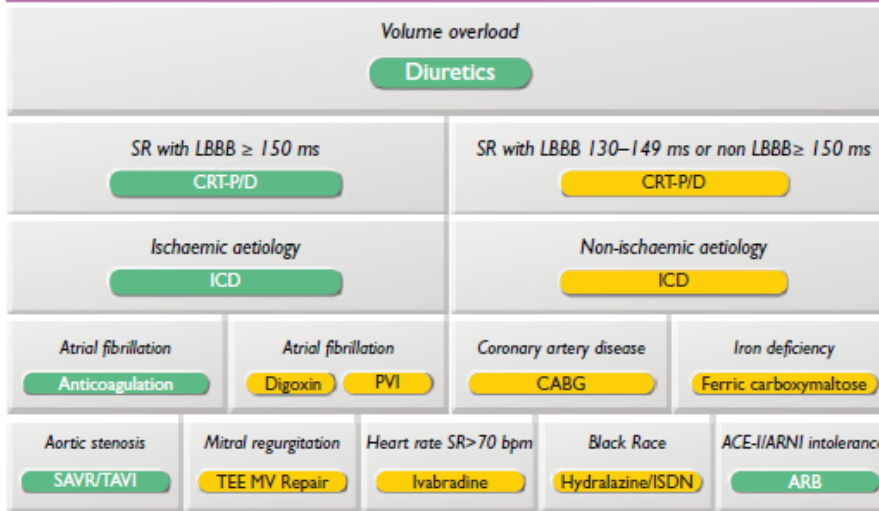 Volume overload
Diuretics
SR with LBBB ≥ 150 ms
CRT-P/D
SR with LBBB 130–149 ms or non LBBB≥ 150 ms
CRT-P/D
Ischaemic aetiology
ICD
Non-ischaemic aetiology
ICD
Atrial fibrillation
Anticoagulation
Atrial fibrillation
Digoxin PVI
Coronary artery disease
CABG
Iron deficiency
Ferric carboxymaltose
Aortic stenosis
SAVR/TAVI
Mitral regurgitation
TEE MV Repair
Heart rate SR>70 bpm
Ivabradine
Black Race
Hydralazine/ISDN
ACE-I/ARNI intolerance
ARB